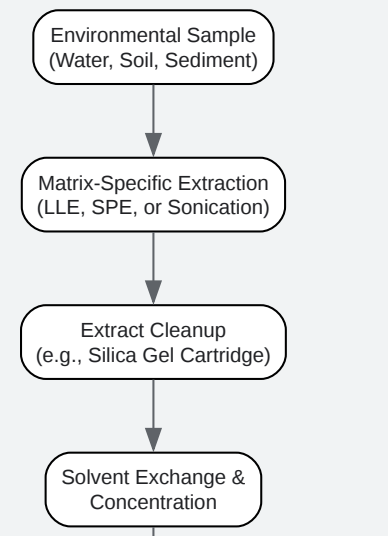 Environmental Sample
(Water, Soil, Sediment)
Matrix-Specific Extraction
(LLE, SPE, or Sonication)
Extract Cleanup
(e.g., Silica Gel Cartridge)
Solvent Exchange &
Concentration